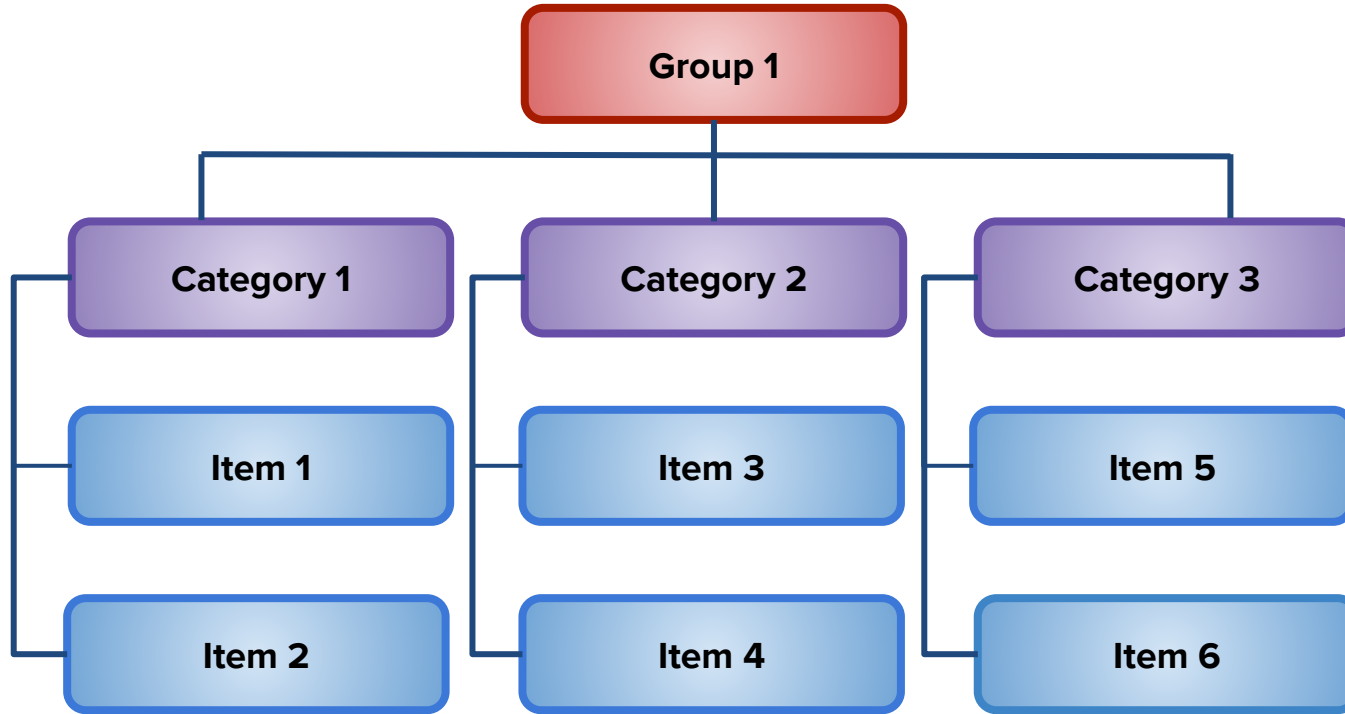 Group 1
Category 1
Category 2
Category 3
Item 1
Item 3
Item 5
Item 2
Item 4
Item 6